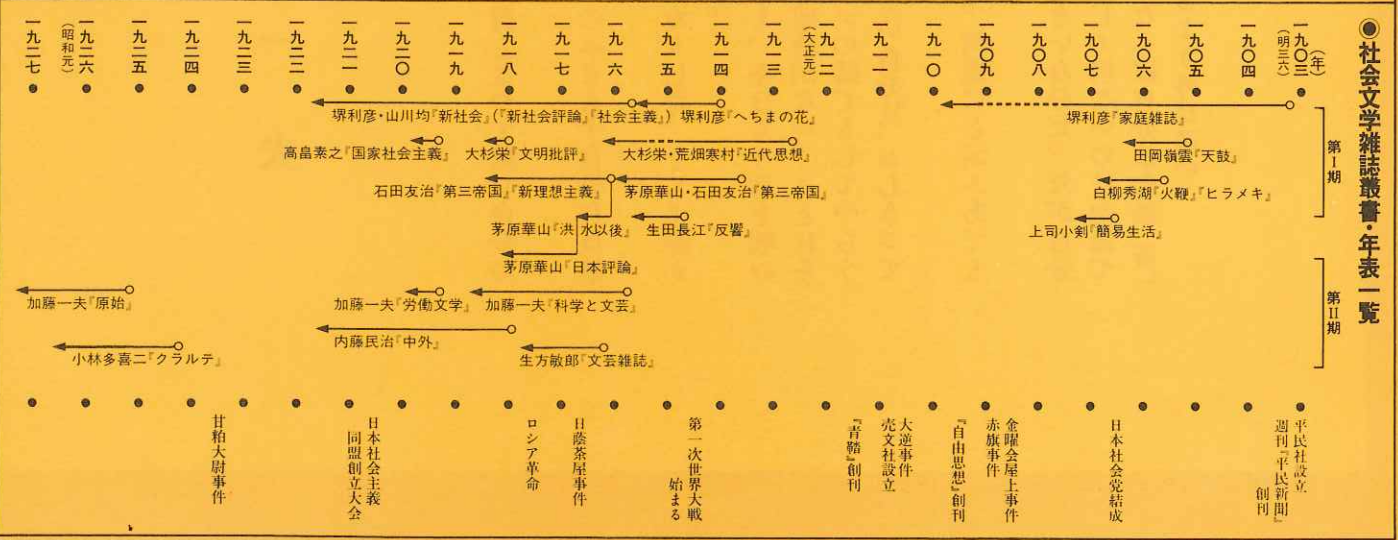 ●社会文学雑誌叢書・年表一覧
(年)
一九〇三
(明三六)
一九〇四
一九〇五
一九〇六
一九〇七
一九〇八
一九〇九
一九一〇
一九一一
一九一二
(大正元)
一九一三
一九一四
一九一五
一九一六
一九一七
一九一八
一九一九
一九二〇
一九二一
一九二二
一九二三
一九二四
一九二五
一九二六
(昭和元)
一九二七
第Ⅰ期
堺利彦『家庭雑誌』
堺利彦『へちまの花』
堺利彦・山川均『新社会』(『新社会評論』『社会主義』)
田岡嶺雲『天鼓』
大杉栄・荒畑寒村『近代思想』
大杉栄『文明批評』
高畠素之『国家社会主義』
白柳秀湖『火鞭』『ヒラメキ』
茅原華山・石田友治『第三帝国』
石田友治『第三帝国』『新理想主義』
上司小剣『簡易生活』
生田長江『反響』
茅原華山『洪水以後』
茅原華山『日本評論』
第Ⅱ期
加藤一夫『科学と文芸』
加藤一夫『労働文学』
加藤一夫『原始』
内藤民治『中外』
生方敏郎『文芸雑誌』
小林多喜二『クラルテ』
平民社設立
週刊『平民新聞』
創刊
日本社会党結成
金曜会屋上事件
赤旗事件
『自由思想』創刊
大逆事件
売文社設立
『青鞜』創刊
第一次世界大戦
始まる
日蔭茶屋事件
ロシア革命
日本社会主義
同盟創立大会
甘粕大尉事件